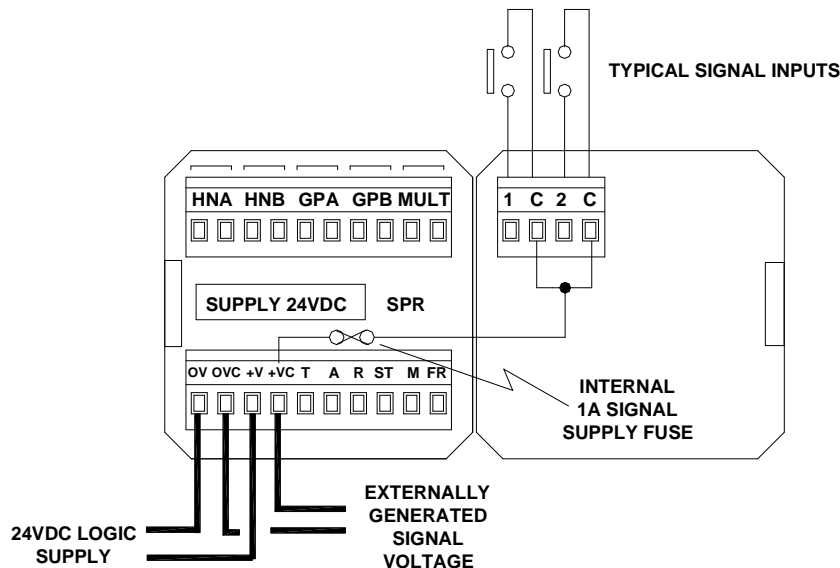 TYPICAL SIGNAL INPUTS
HNA HNB GPA GPB MULT
1 C 2 C
SUPPLY 24VDC SPR
OV OVC +V +VC T A R ST M FR
INTERNAL
1A SIGNAL
SUPPLY FUSE
EXTERNALLY
GENERATED
SIGNAL
VOLTAGE
24VDC LOGIC
SUPPLY